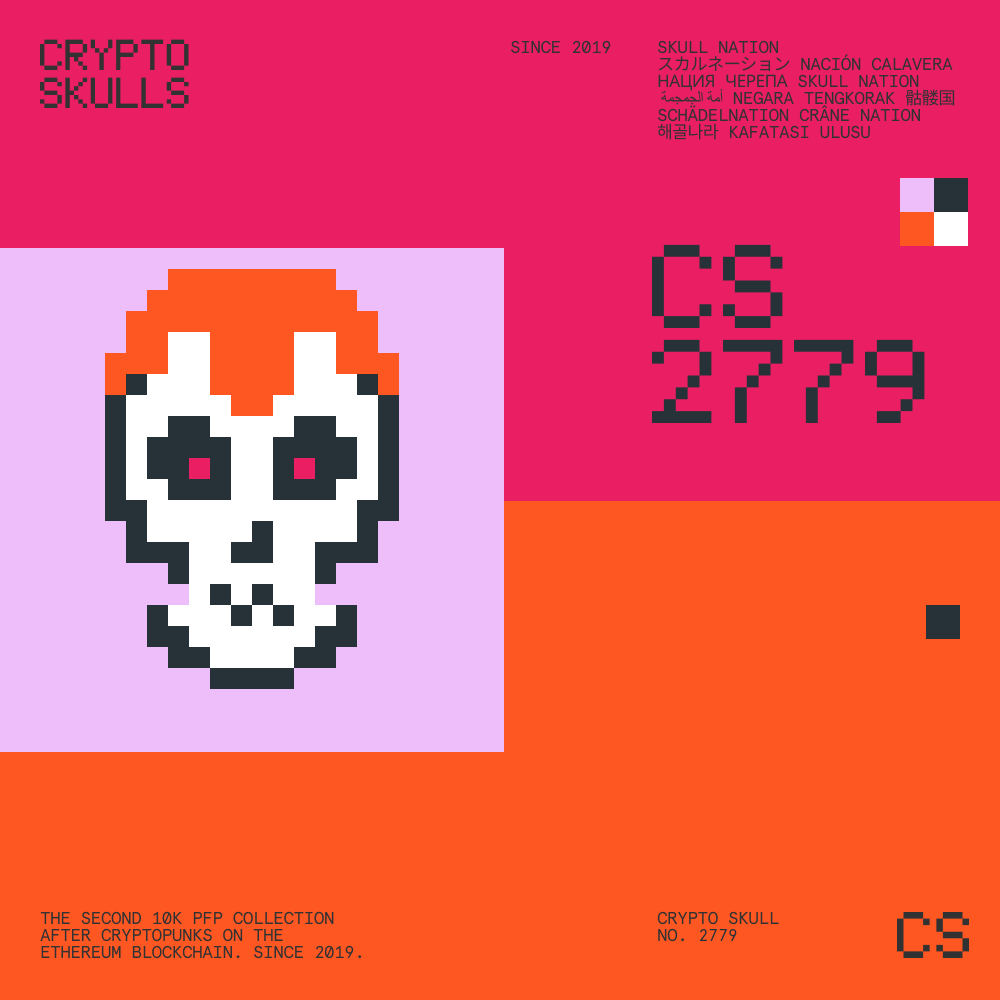 CRYPTO
SKULLS
SINCE 2019
SKULL NATION
スカルネーション NACIÓN CALAVERA
НАЦИЯ ЧЕРЕПА SKULL NATION
أمة الجمجمة NEGARA TENGKORAK 骷髅国
SCHÄDELNATION CRÂNE NATION
해골나라 KAFATASI ULUSU
CS
2779
THE SECOND 10K PFP COLLECTION
AFTER CRYPTOPUNKS ON THE
ETHEREUM BLOCKCHAIN. SINCE 2019.
CRYPTO SKULL
NO. 2779
CS